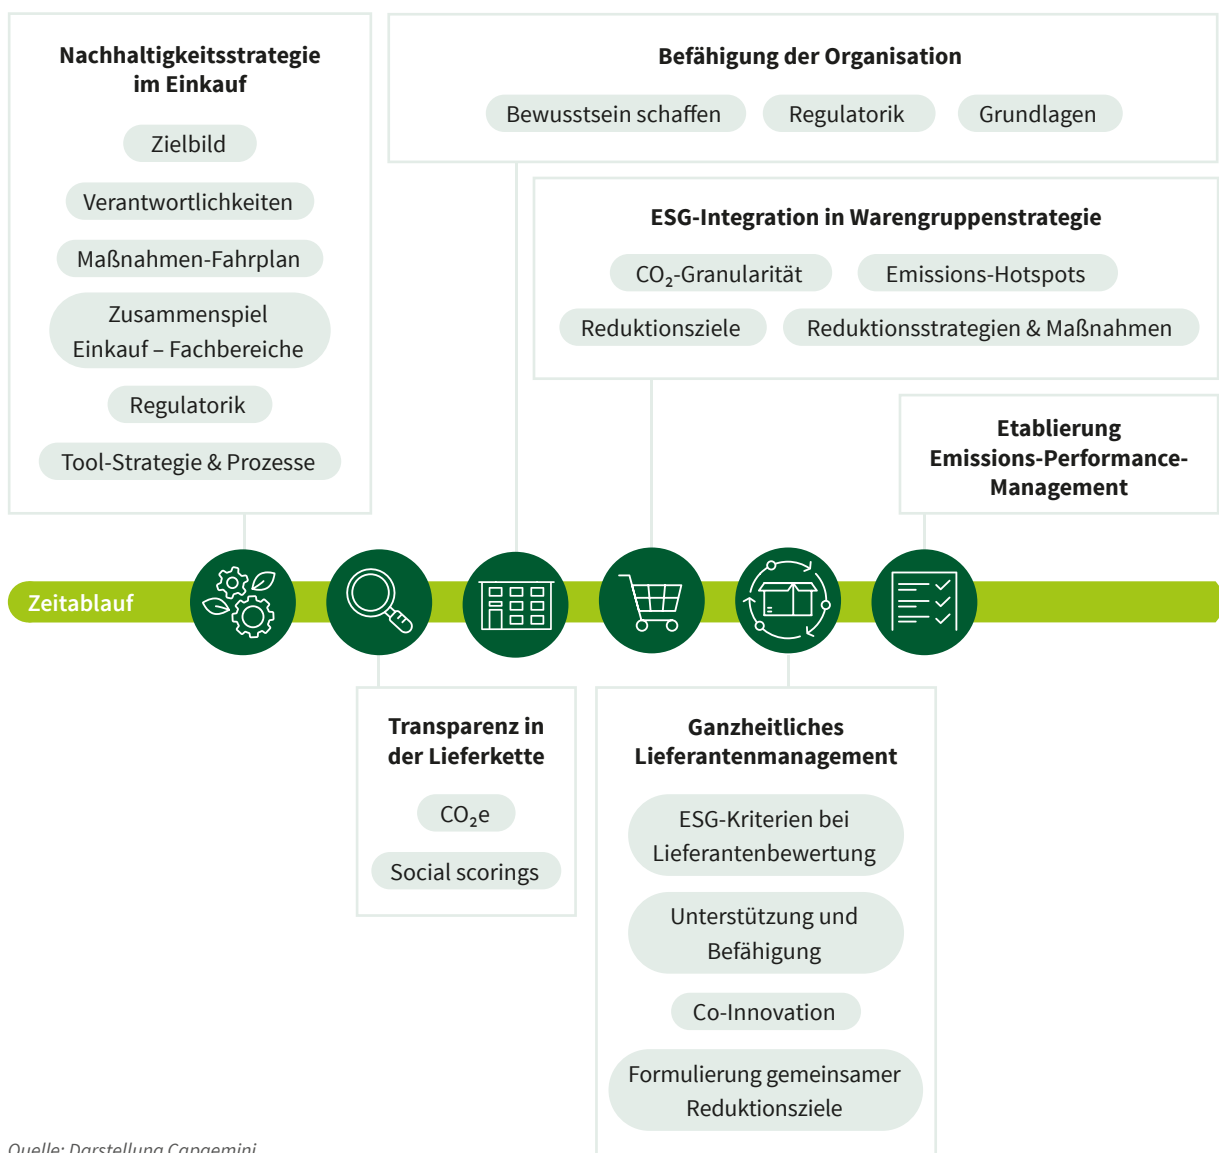 Nachhaltigkeitsstrategie
im Einkauf
Zielbild
Verantwortlichkeiten
Maßnahmen-Fahrplan
Zusammenspiel
Einkauf – Fachbereiche
Regulatorik
Tool-Strategie & Prozesse
Befähigung der Organisation
Bewusstsein schaffen
Regulatorik
Grundlagen
ESG-Integration in Warengruppenstrategie
CO₂-Granularität
Emissions-Hotspots
Reduktionsziele
Reduktionsstrategien & Maßnahmen
Etablierung
Emissions-Performance-
Management
Zeitablauf
Transparenz in
der Lieferkette
CO₂e
Social scorings
Ganzheitliches
Lieferantenmanagement
ESG-Kriterien bei
Lieferantenbewertung
Unterstützung und
Befähigung
Co-Innovation
Formulierung gemeinsamer
Reduktionsziele
Quelle: Darstellung Capgemini